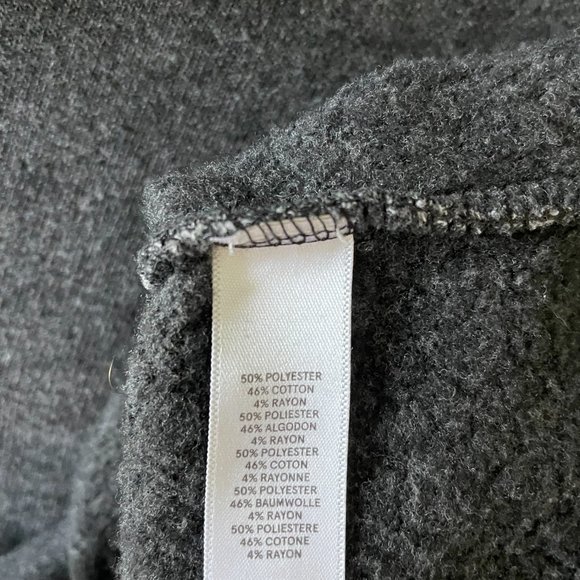 50% POLYESTER
46% COTTON
4% RAYON
50% POLIESTER
46% ALGODON
4% RAYON
50% POLYESTER
46% COTON
4% RAYONNE
50% POLYESTER
46% BAUMWOLLE
4% RAYON
50% POLIESTERE
46% COTONE
4% RAYON